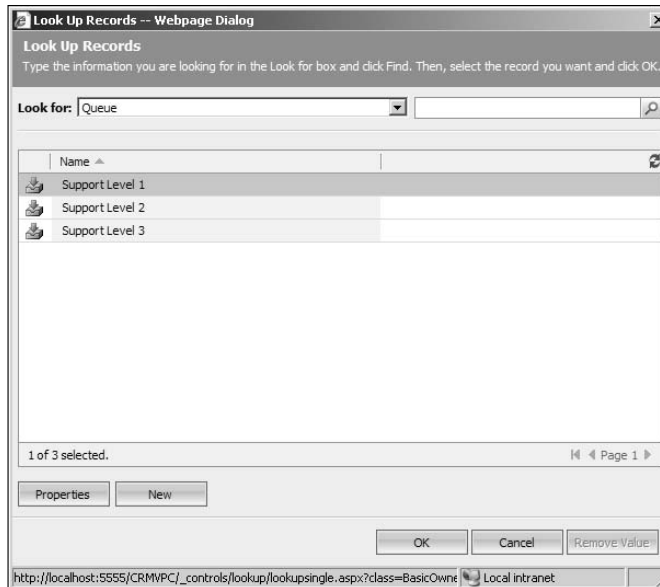 Look Up Records -- Webpage Dialog
Look Up Records
Type the information you are looking for in the Look for box and click Find. Then, select the record you want and click OK.
Look for: Queue
Name
Support Level 1
Support Level 2
Support Level 3
1 of 3 selected.
Page 1
Properties
New
OK
Cancel
Remove Value
http://localhost:5555/CRMVPC/_controls/lookup/lookupsingle.aspx?class=BasicOwne
Local intranet